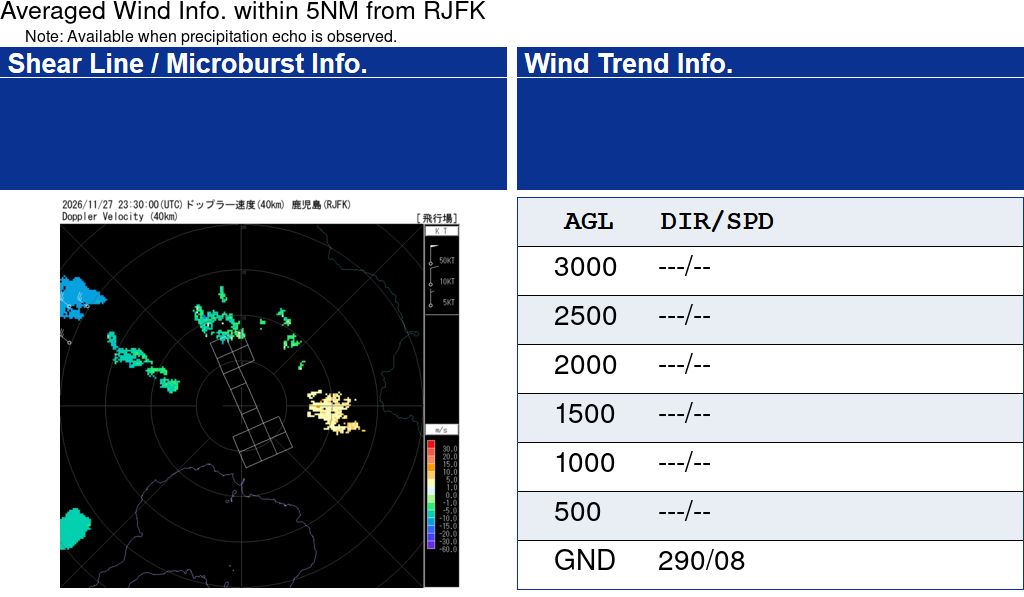 Averaged Wind Info. within 5NM from RJFK
Note: Available when precipitation echo is observed.
Shear Line / Microburst Info.
Wind Trend Info.
2026/11/27 23:30:00(UTC) ドップラー速度(40km) 鹿児島(RJFK)
Doppler Velocity (40km)
[飛行場]
KT
50KT
10KT
5KT
m/s
30.0
20.0
15.0
10.0
5.0
1.0
0.0
-1.0
-5.0
-10.0
-15.0
-20.0
-30.0
-60.0
AGL DIR/SPD
3000 ---/--
2500 ---/--
2000 ---/--
1500 ---/--
1000 ---/--
500 ---/--
GND 290/08